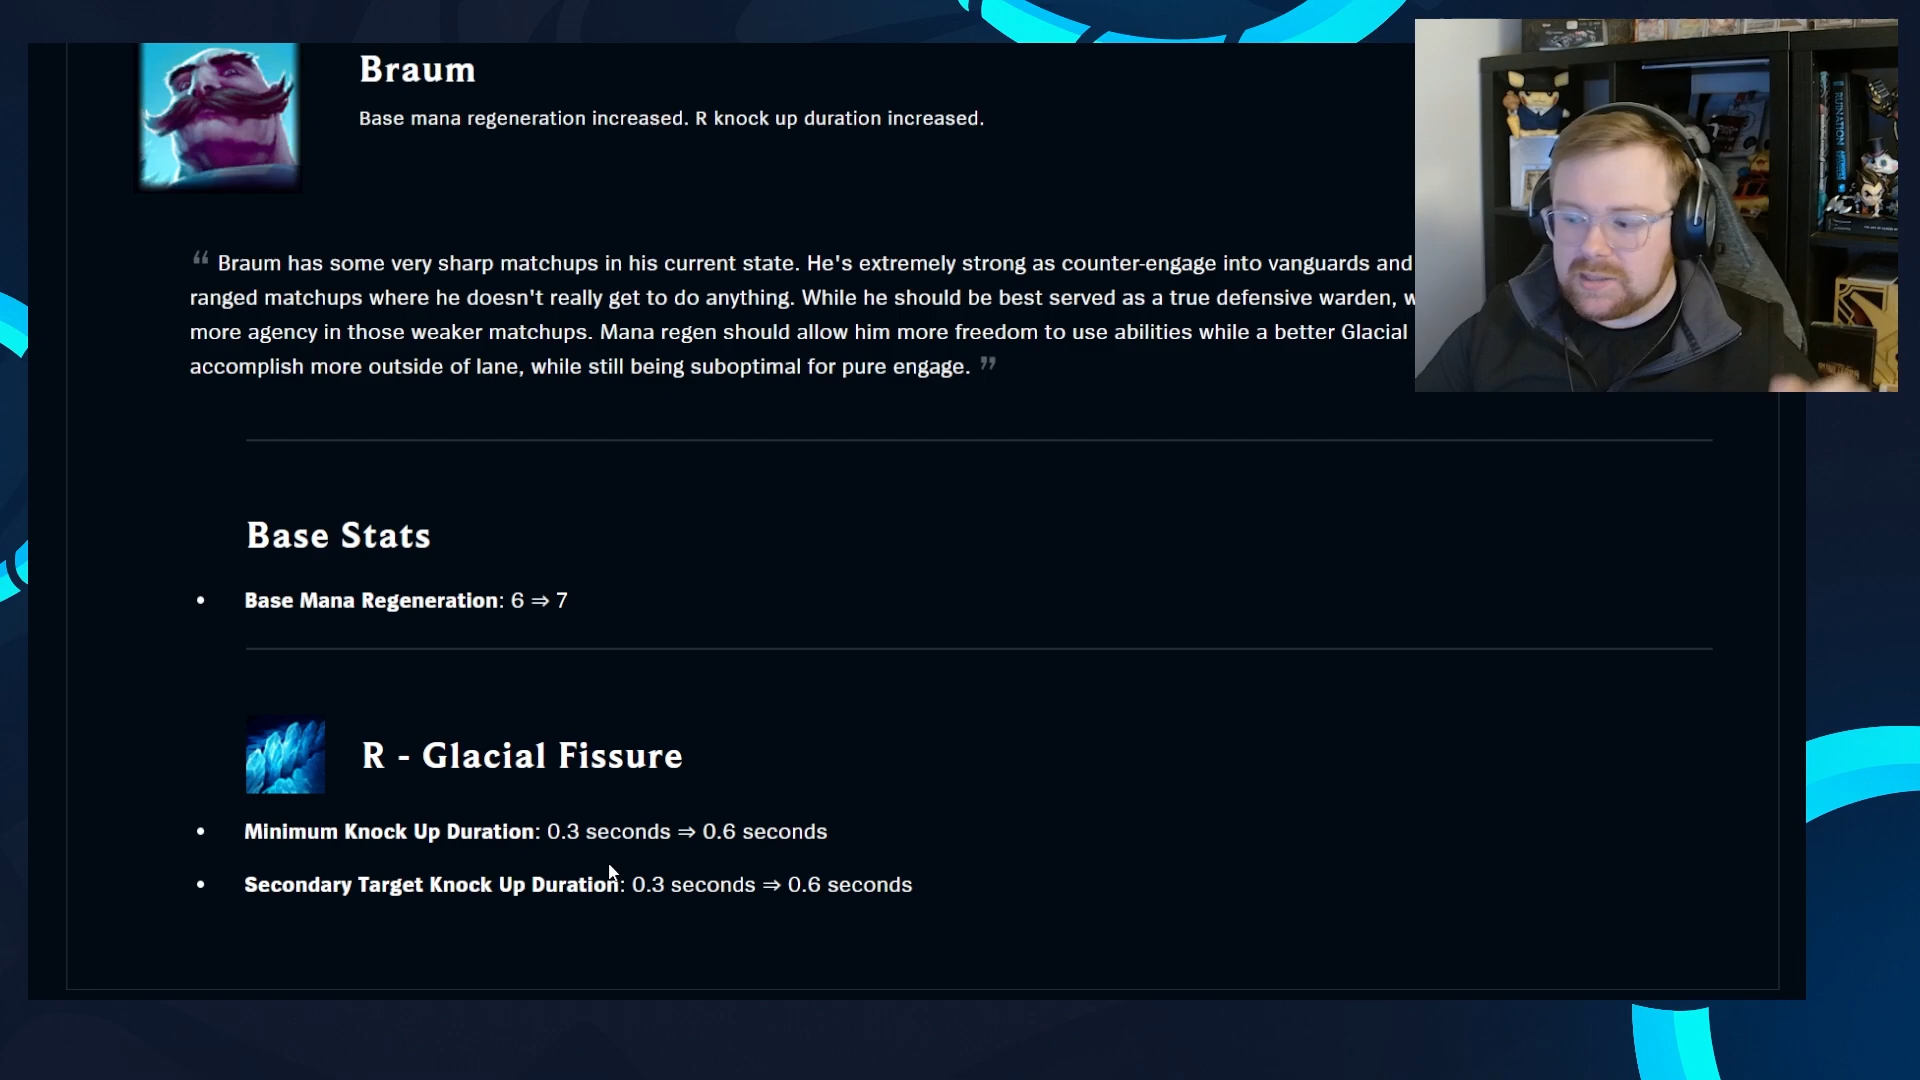 Braum
Base mana regeneration increased. R knock up duration increased.
“ Braum has some very sharp matchups in his current state. He's extremely strong as counter-engage into vanguards and
ranged matchups where he doesn't really get to do anything. While he should be best served as a true defensive warden,
more agency in those weaker matchups. Mana regen should allow him more freedom to use abilities while a better Glacial
accomplish more outside of lane, while still being suboptimal for pure engage. ”
Base Stats
• Base Mana Regeneration: 6 ⇒ 7
R - Glacial Fissure
• Minimum Knock Up Duration: 0.3 seconds ⇒ 0.6 seconds
• Secondary Target Knock Up Duration: 0.3 seconds ⇒ 0.6 seconds
RUINATION